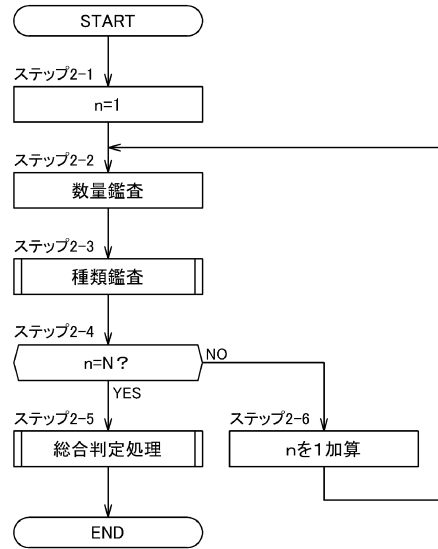 START
ステップ2-1
n=1
ステップ2-2
数量鑑査
ステップ2-3
種類鑑査
ステップ2-4
n=N?
NO
YES
ステップ2-5
ステップ2-6
総合判定処理
nを1加算
END